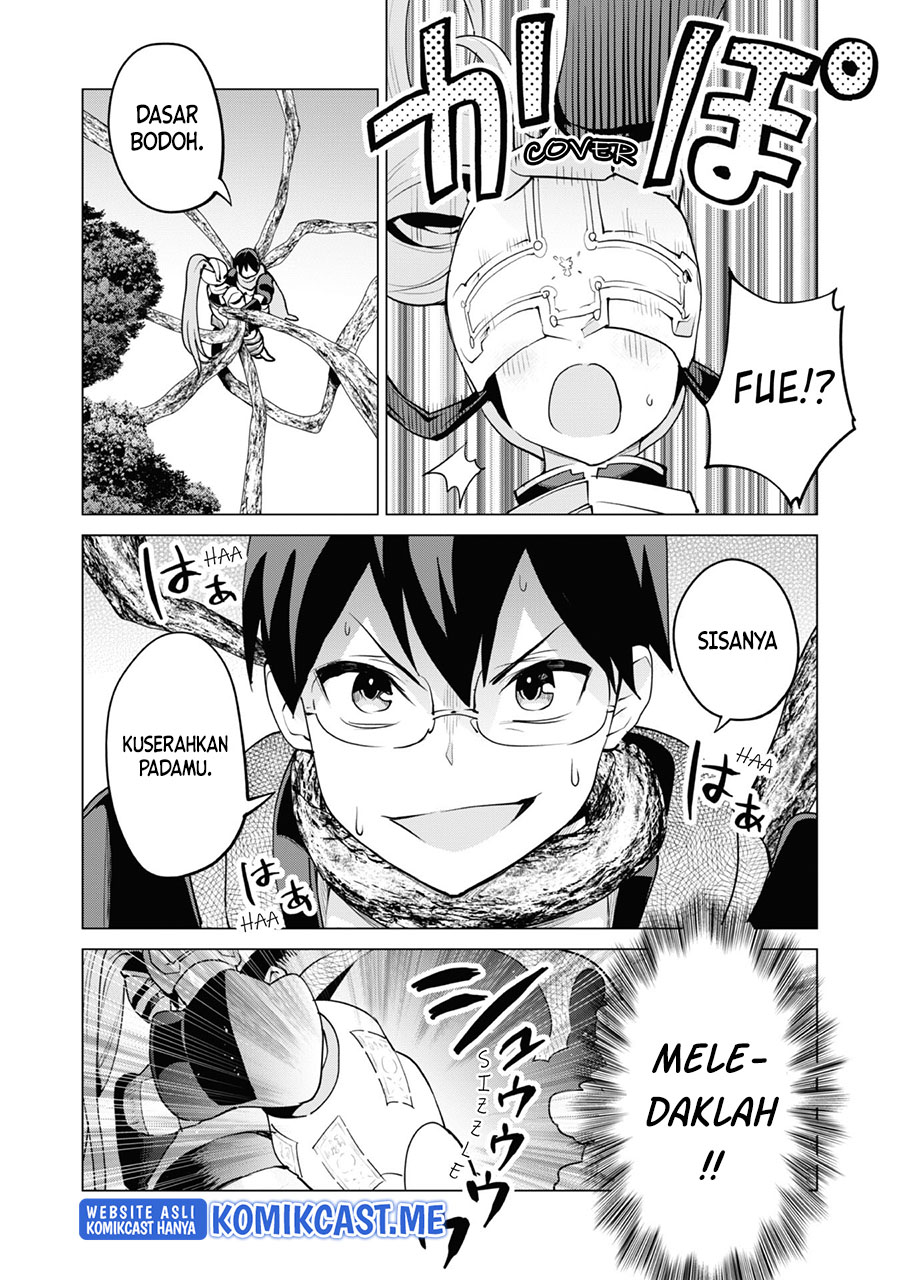 かぽ
COVER
FUE!?
DASAR
BODOH.
SISANYA
はぁ
HAA
はぁ
HAA
KUSERAHKAN
PADAMU.
はぁ
HAA
MELE-
DAKLAH
!!
シュウウウウ
SIZZLE
WEBSITE ASLI
KOMIKCAST HANYA
KOMIKCAST.ME